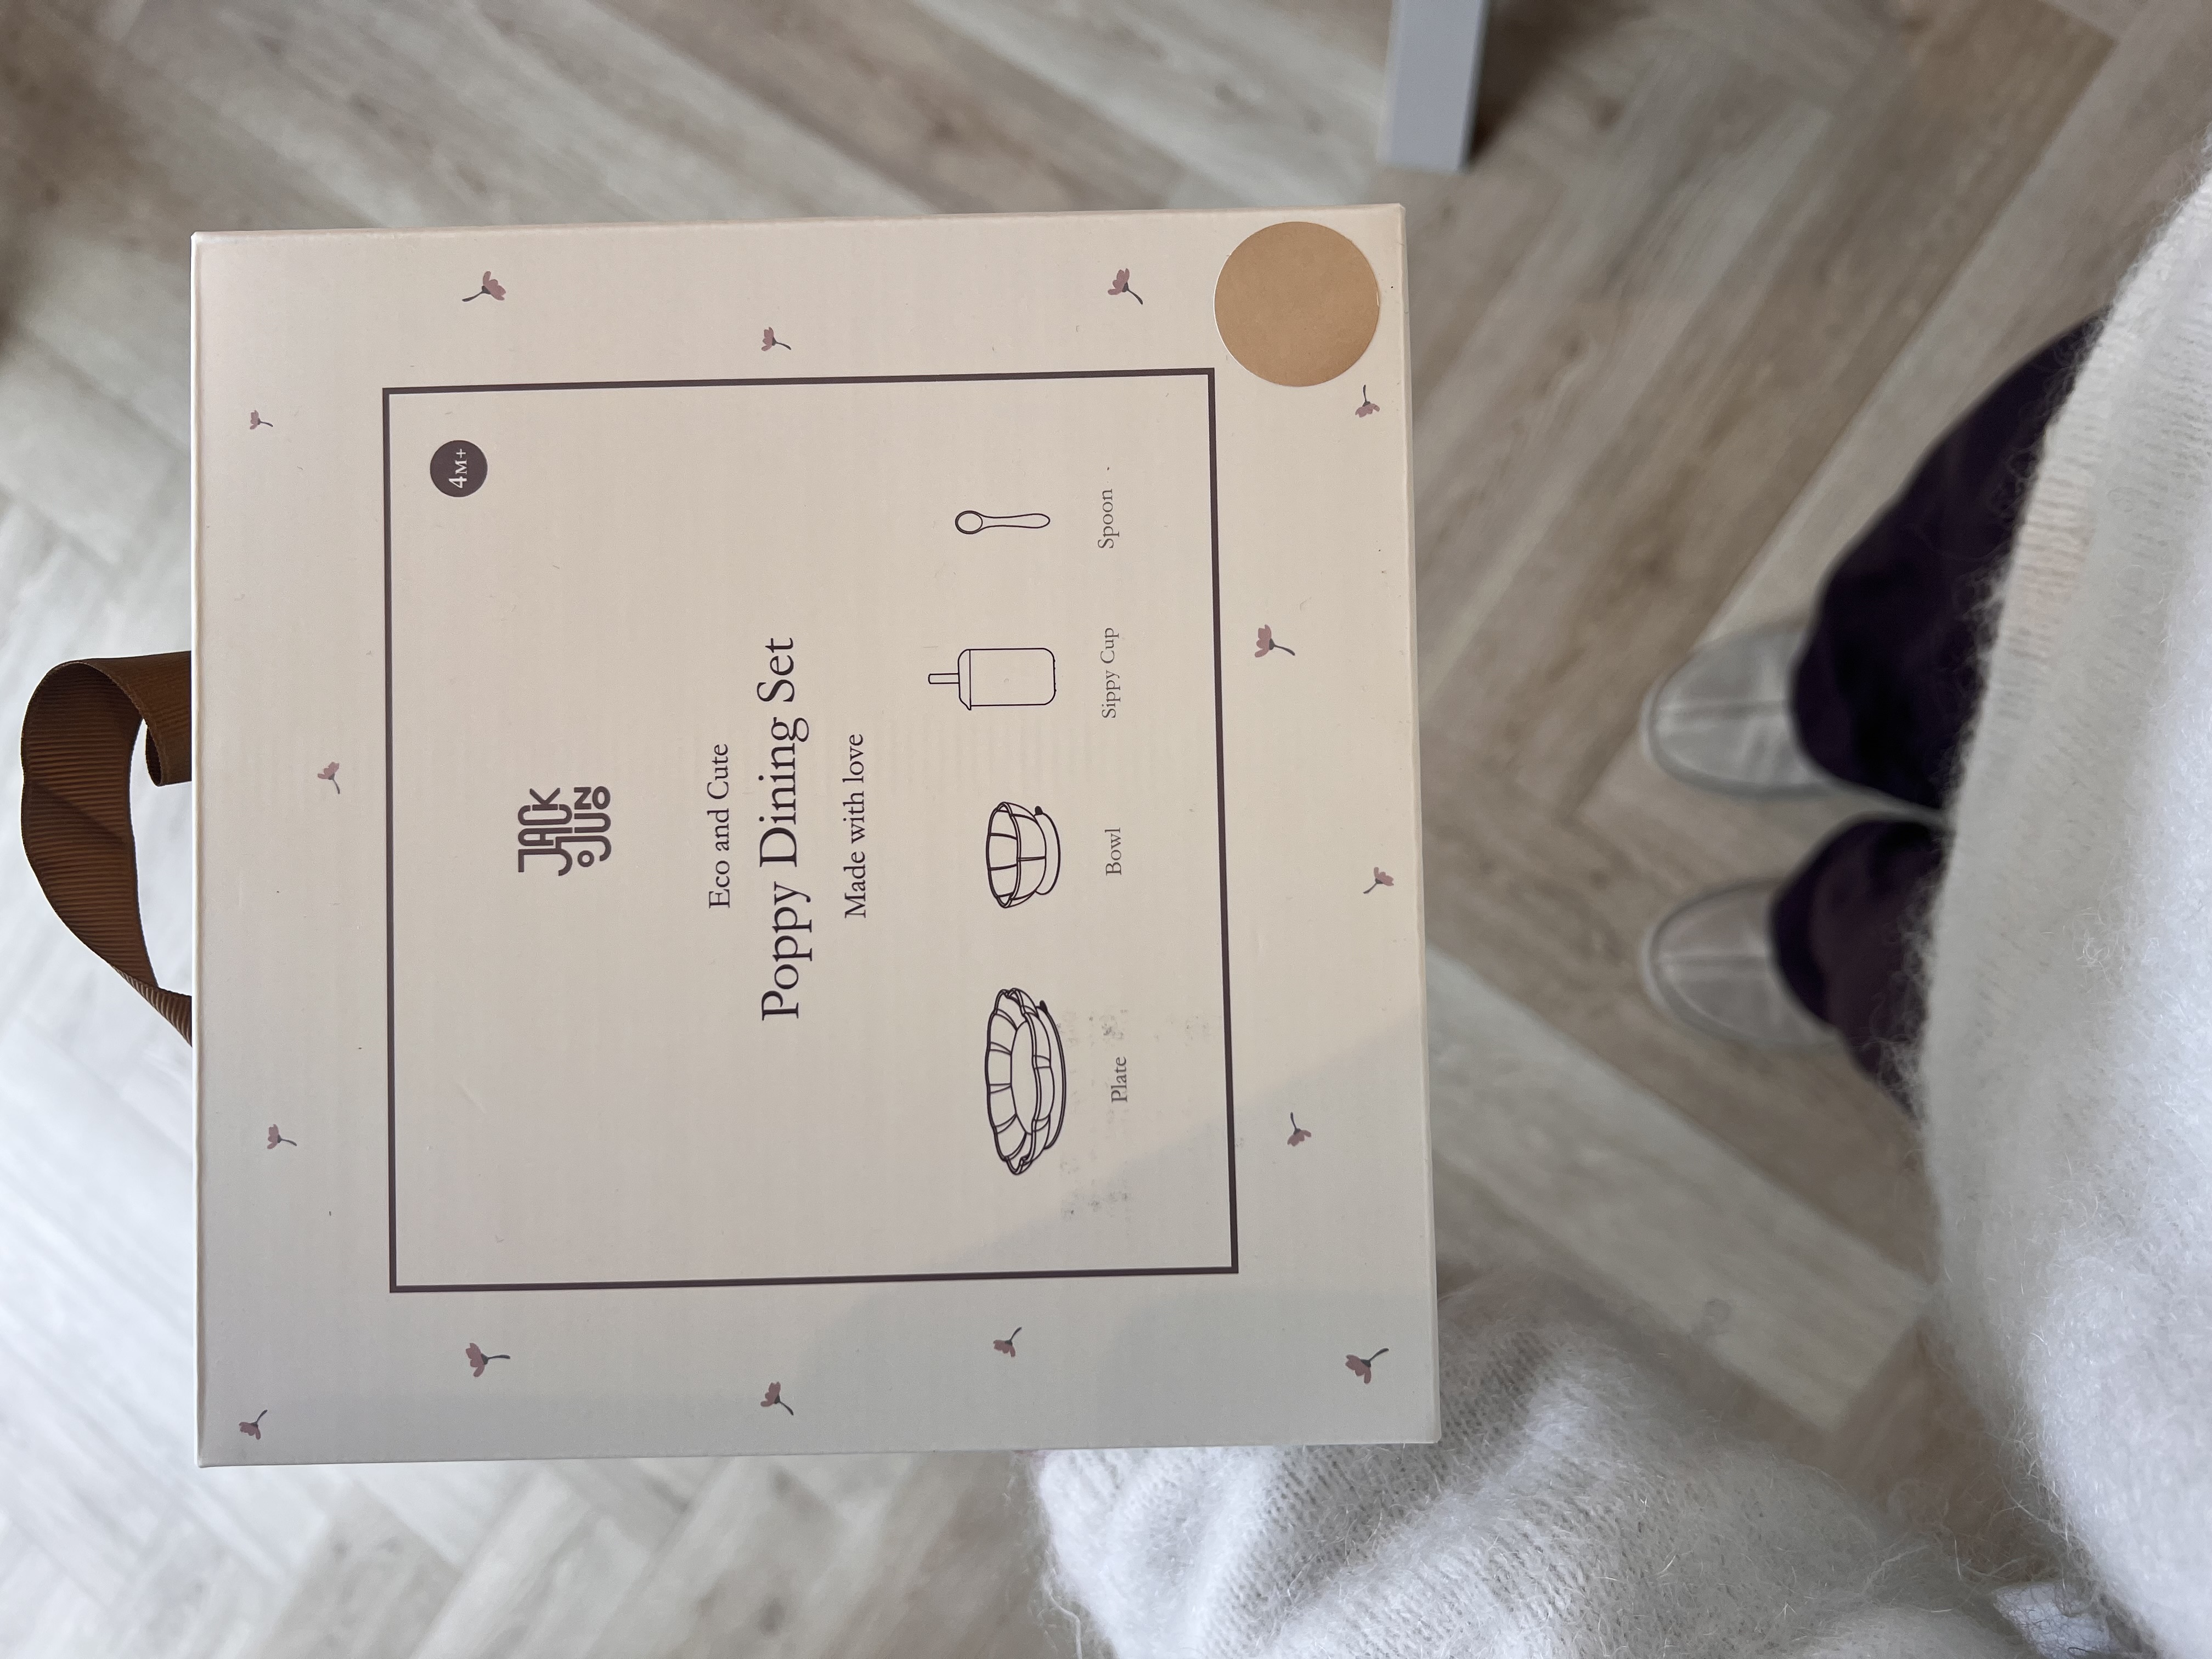 4M+
JACK
O JUNO
Eco and Cute
Poppy Dining Set
Made with love
Plate Bowl Sippy Cup Spoon